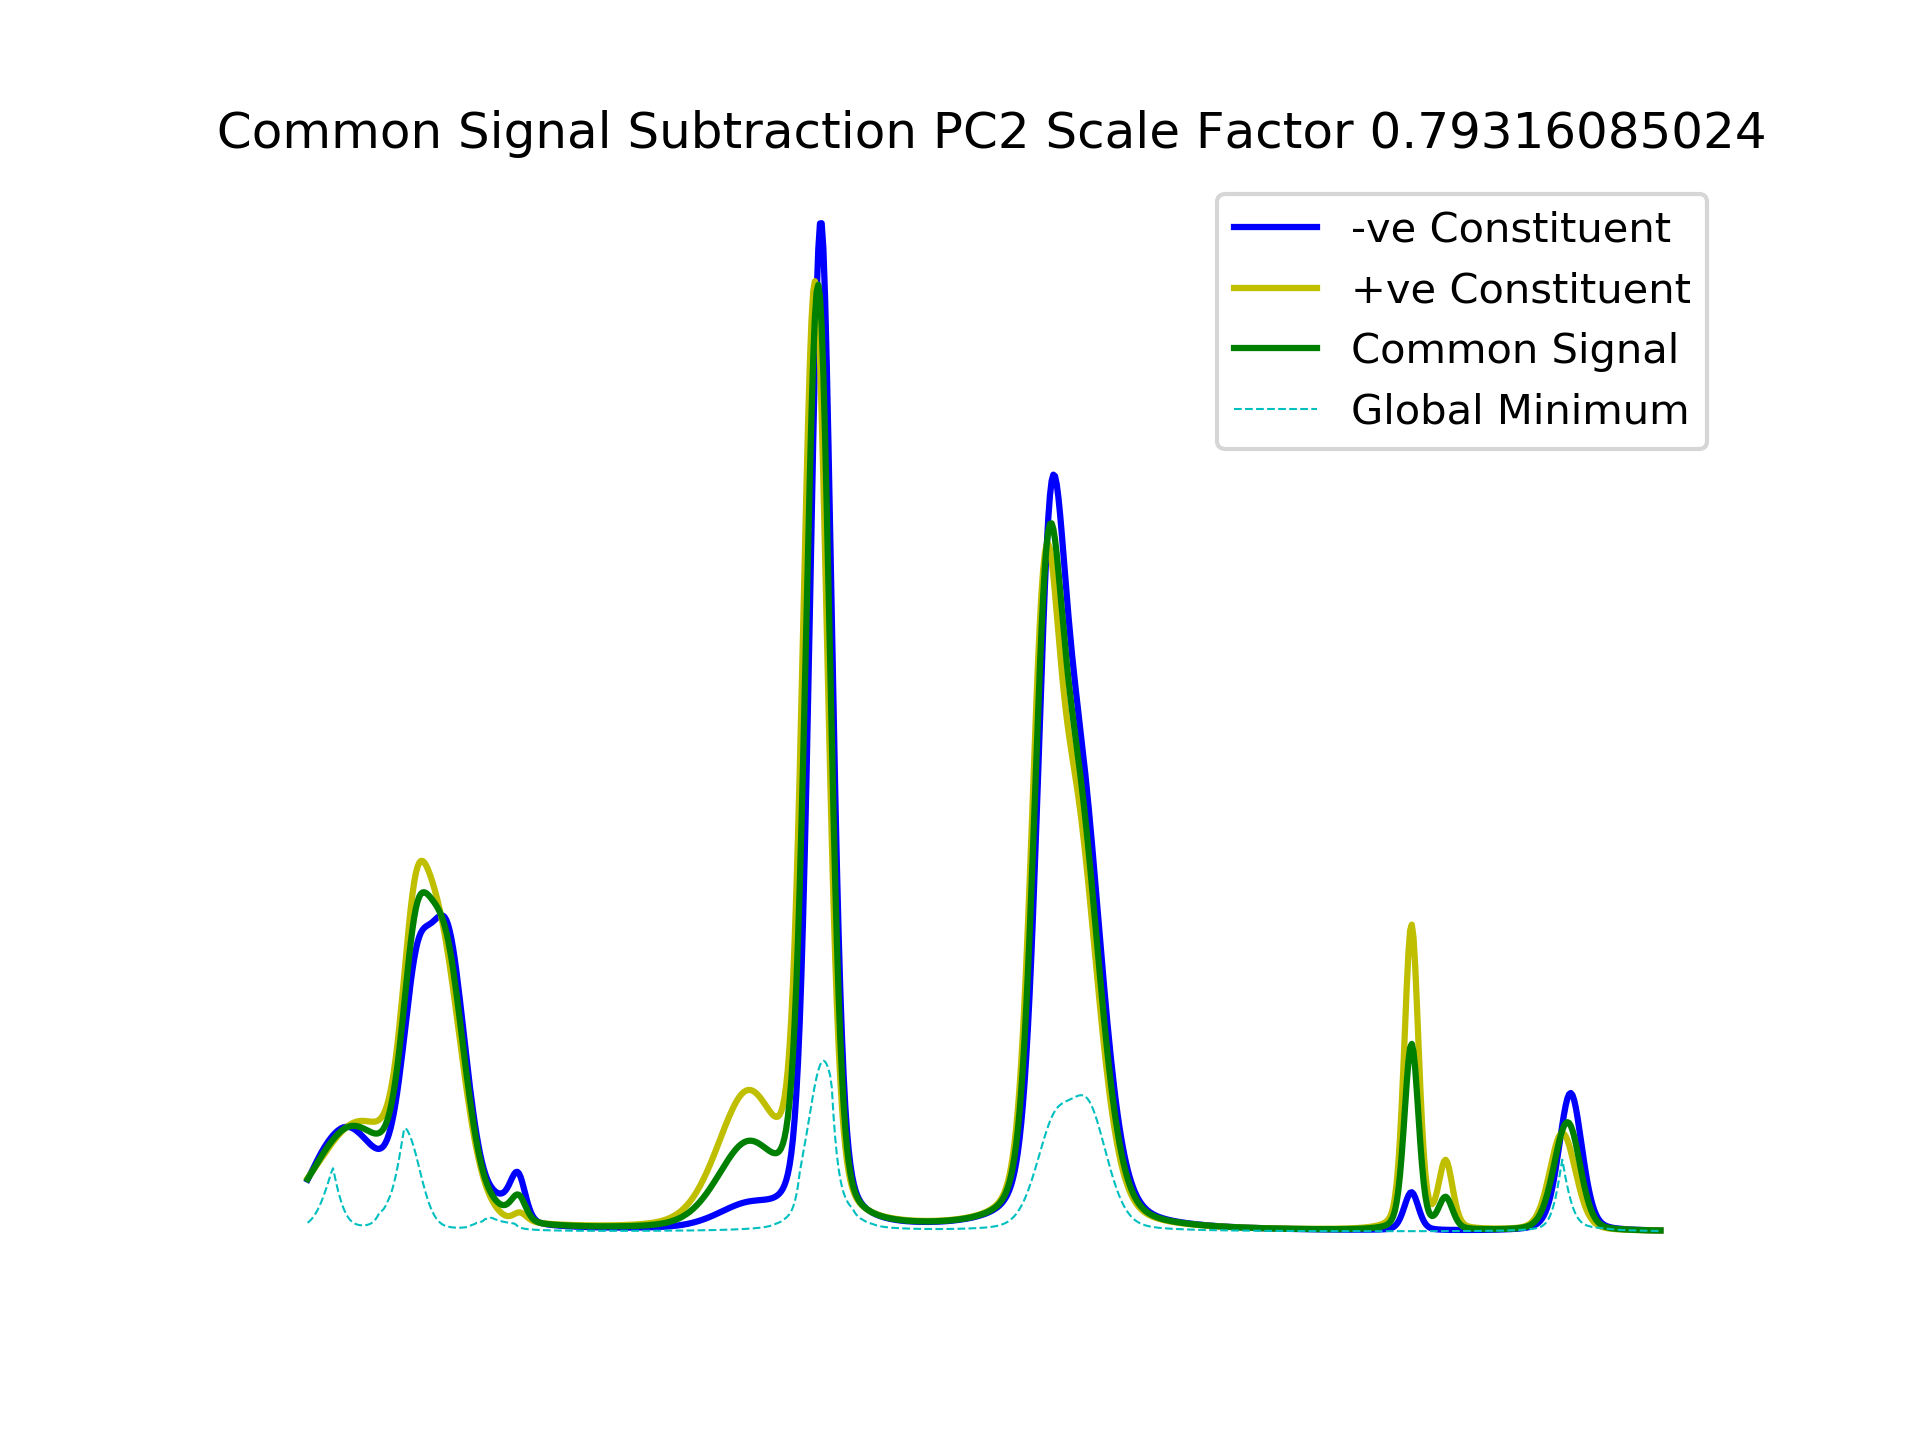 Common Signal Subtraction PC2 Scale Factor 0.79316085024
-ve Constituent
+ve Constituent
Common Signal
Global Minimum